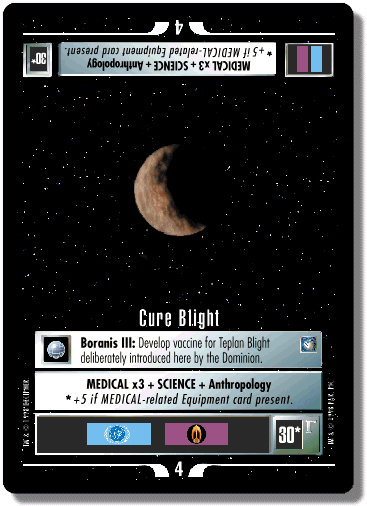 4
30*
MEDICAL x3 + SCIENCE + Anthropology
*+5 if MEDICAL-related Equipment card present.
Cure Blight
Boranis III: Develop vaccine for Teplan Blight
deliberately introduced here by the Dominion.
MEDICAL x3 + SCIENCE + Anthropology
*+5 if MEDICAL-related Equipment card present.
30*
4